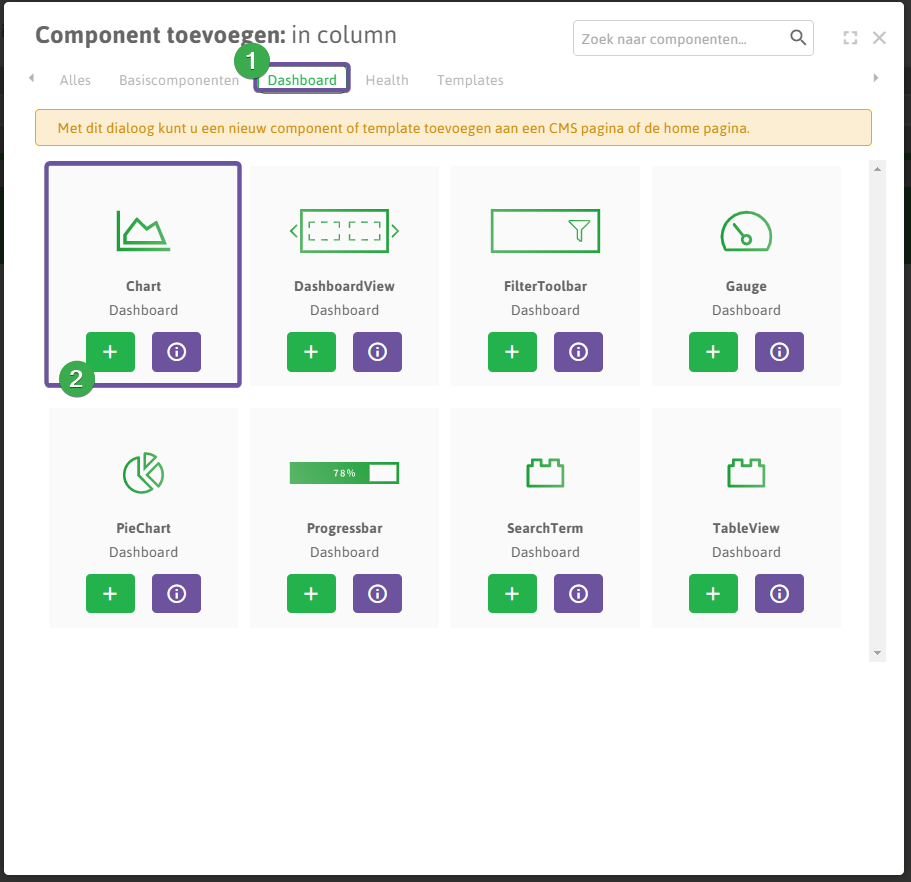 Component toevoegen: in column
Zoek naar componenten...
1
Alles Basiscomponenten Dashboard Health Templates
Met dit dialoog kunt u een nieuw component of template toevoegen aan een CMS pagina of de home pagina.
Chart
Dashboard
2
DashboardView
Dashboard
FilterToolbar
Dashboard
Gauge
Dashboard
PieChart
Dashboard
78%
Progressbar
Dashboard
SearchTerm
Dashboard
TableView
Dashboard